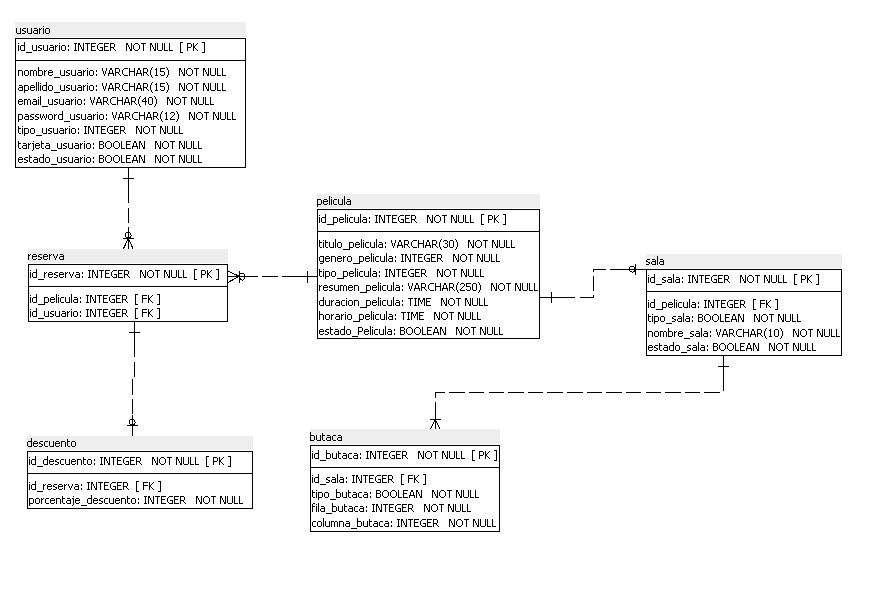 usuario
id_usuario: INTEGER NOT NULL [ PK ]
nombre_usuario: VARCHAR(15) NOT NULL
apellido_usuario: VARCHAR(15) NOT NULL
email_usuario: VARCHAR(40) NOT NULL
password_usuario: VARCHAR(12) NOT NULL
tipo_usuario: INTEGER NOT NULL
tarjeta_usuario: BOOLEAN NOT NULL
estado_usuario: BOOLEAN NOT NULL
pelicula
id_pelicula: INTEGER NOT NULL [ PK ]
titulo_pelicula: VARCHAR(30) NOT NULL
genero_pelicula: INTEGER NOT NULL
tipo_pelicula: INTEGER NOT NULL
resumen_pelicula: VARCHAR(250) NOT NULL
duracion_pelicula: TIME NOT NULL
horario_pelicula: TIME NOT NULL
estado_Pelicula: BOOLEAN NOT NULL
reserva
id_reserva: INTEGER NOT NULL [ PK ]
id_pelicula: INTEGER [ FK ]
id_usuario: INTEGER [ FK ]
sala
id_sala: INTEGER NOT NULL [ PK ]
id_pelicula: INTEGER [ FK ]
tipo_sala: BOOLEAN NOT NULL
nombre_sala: VARCHAR(10) NOT NULL
estado_sala: BOOLEAN NOT NULL
descuento
id_descuento: INTEGER NOT NULL [ PK ]
id_reserva: INTEGER [ FK ]
porcentaje_descuento: INTEGER NOT NULL
butaca
id_butaca: INTEGER NOT NULL [ PK ]
id_sala: INTEGER [ FK ]
tipo_butaca: BOOLEAN NOT NULL
fila_butaca: INTEGER NOT NULL
columna_butaca: INTEGER NOT NULL